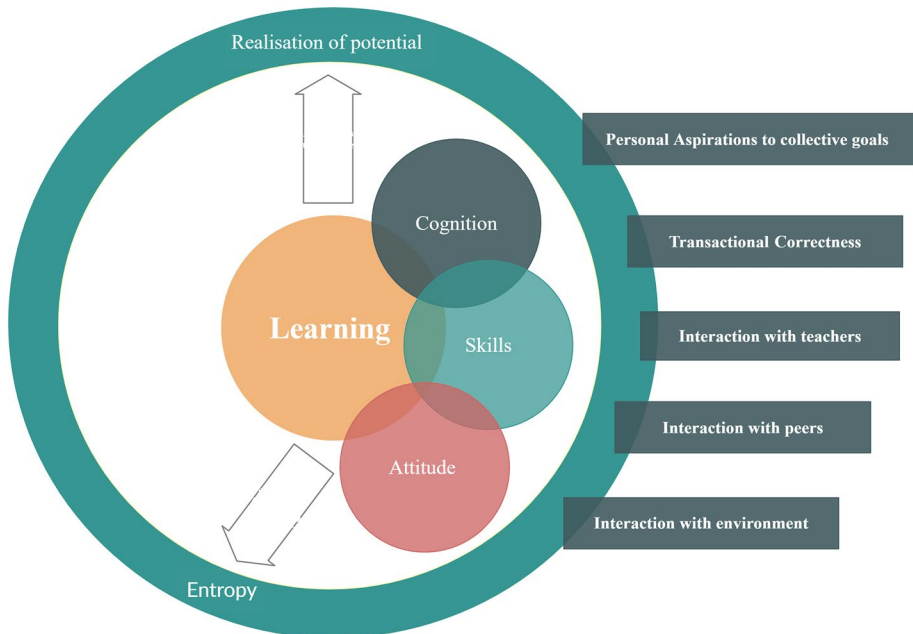 Realisation of potential
Personal Aspirations to collective goals
Cognition
Transactional Correctness
Learning
Skills
Interaction with teachers
Interaction with peers
Attitude
Interaction with environment
Entropy